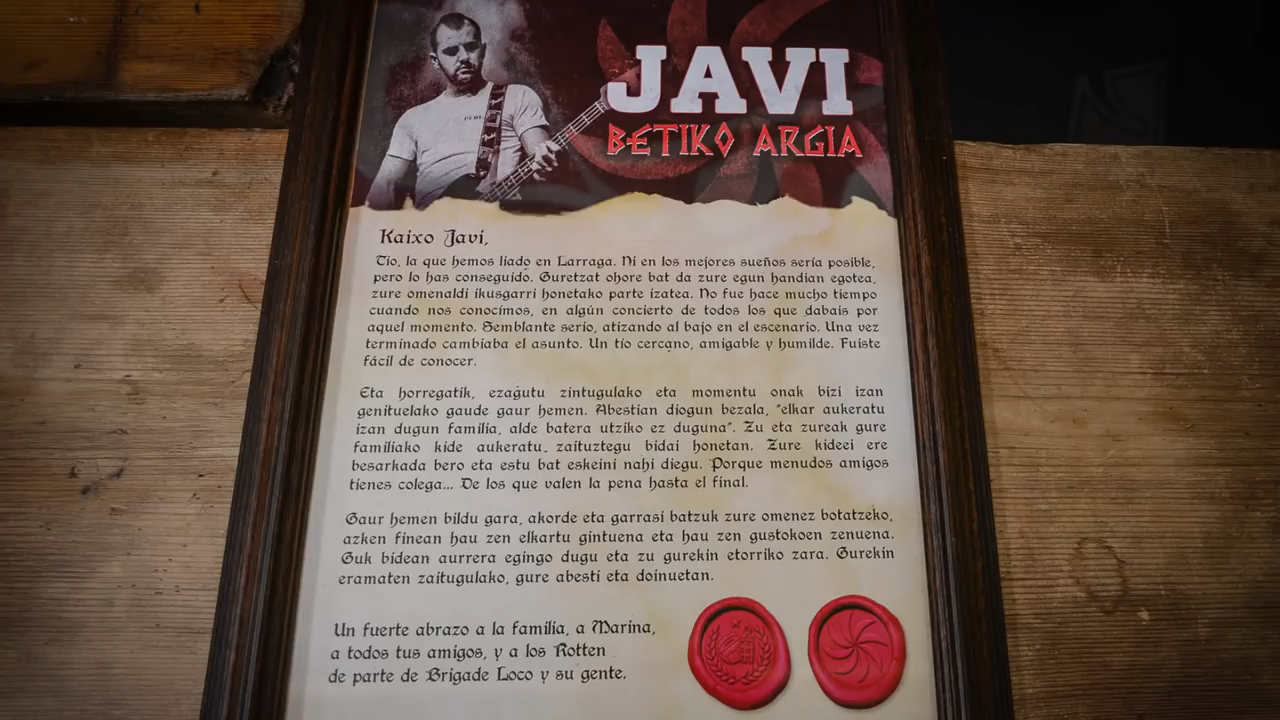 JAVI
BETIKO ARGIA
Kaixo Javi,
Tío, la que hemos liado en Larraga. Ni en los mejores sueños sería posible,
pero lo has conseguido. Guretzat ohore bat da zure egun handian egotea,
zure omenaldi ikusgarri honetako parte izatea. No fue hace mucho tiempo
cuando nos conocimos, en algún concierto de todos los que dabais por
aquel momento. Semblante serio, atizando al bajo en el escenario. Una vez
terminado cambiaba el asunto. Un tío cercano, amigable y humilde. Fuiste
fácil de conocer.
Eta horregatik, ezagutu zintugulako eta momentu onak bizi izan
genituelako gaude gaur hemen. Abestian diogun bezala, "elkar aukeratu
izan dugun familia, alde batera utziko ez duguna". Zu eta zureak gure
familiako kide aukeratu zaituztegu bidai honetan. Zure kideei ere
besarkada bero eta estu bat eskeini nahi diegu. Porque menudos amigos
tienes colega... De los que valen la pena hasta el final.
Gaur hemen bildu gara, akorde eta garrasi batzuk zure omenez botatzeko,
azken finean hau zen elkartu gintuena eta hau zen gustokoen zenuena.
Guk bidean aurrera egingo dugu eta zu gurekin etorriko zara. Gurekin
eramaten zaitugulako, gure abesti eta doinuetan.
Un fuerte abrazo a la familia, a Marina,
a todos tus amigos, y a los Rotten
de parte de Brigade Loco y su gente.